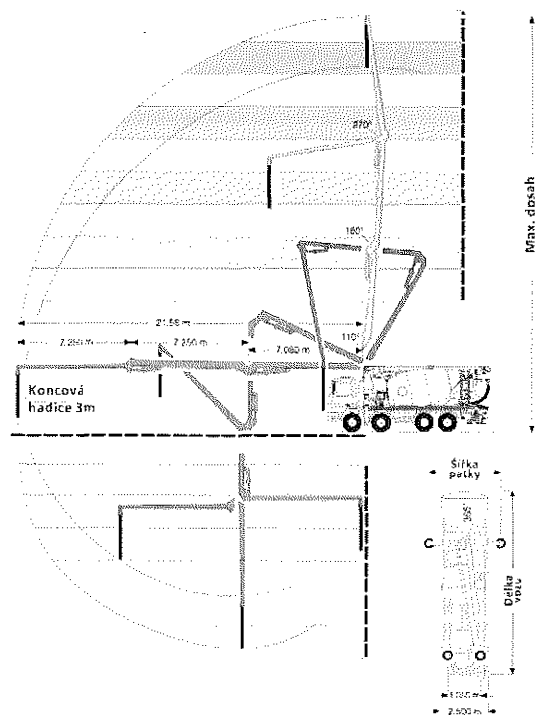 270°
Max. dosah
180°
21.58 m
7,250 m
7,250 m
7,080 m
110°
Koncová
hadice 3m
Šířka
patky
Délka
vozu
2.500 m